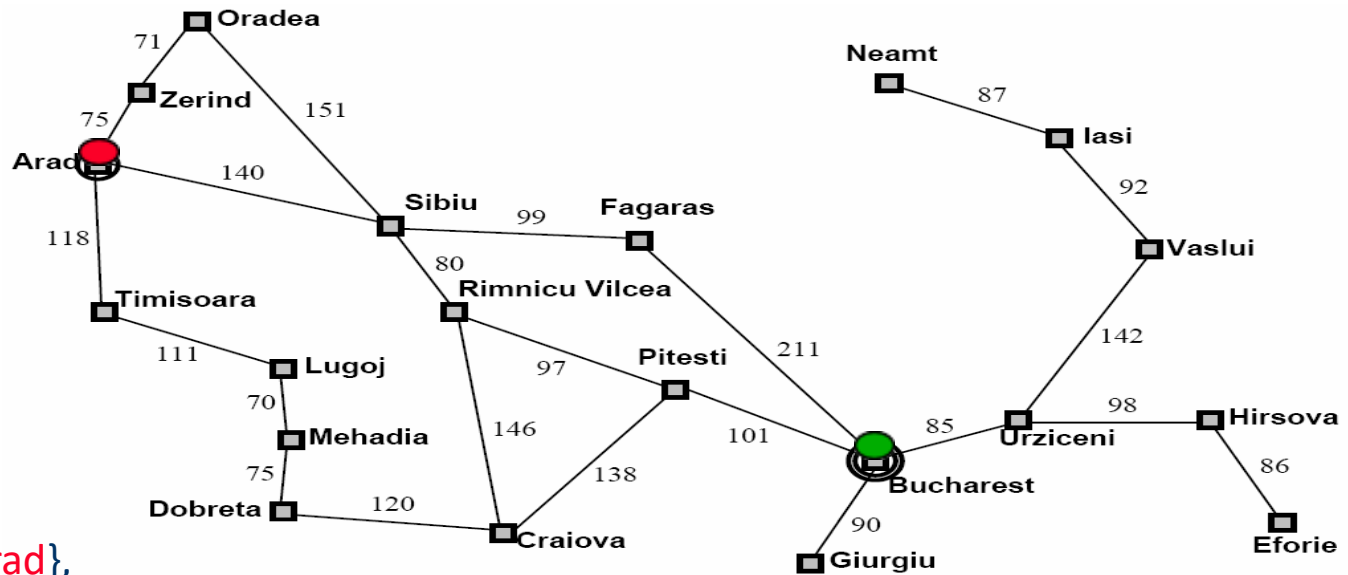 Oradea
71
Neamt
Zerind
87
151
75
Iasi
Arad
140
92
Sibiu
Fagaras
99
118
Vaslui
80
Timisoara
Rimnicu Vilcea
142
111
97
Pitesti
211
Lugoj
70
98
Hirsova
Mehadia
146
101
85
Urziceni
75
138
86
Bucharest
Dobreta
120
90
Craiova
Giurgiu
Eforie
rad},